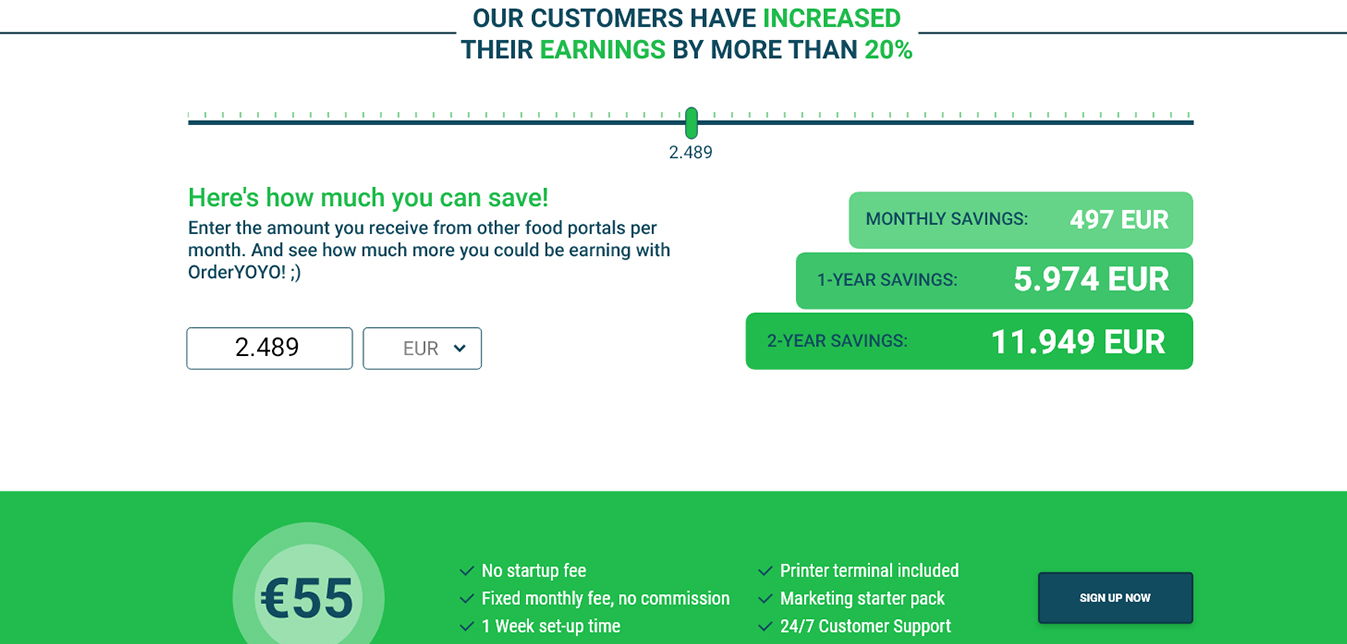 OUR CUSTOMERS HAVE INCREASED
THEIR EARNINGS BY MORE THAN 20%
2.489
Here's how much you can save!
Enter the amount you receive from other food portals per
month. And see how much more you could be earning with
OrderYOYO! ;)
2.489
EUR
MONTHLY SAVINGS: 497 EUR
1-YEAR SAVINGS: 5.974 EUR
2-YEAR SAVINGS: 11.949 EUR
€55
No startup fee
Fixed monthly fee, no commission
1 Week set-up time
Printer terminal included
Marketing starter pack
24/7 Customer Support
SIGN UP NOW